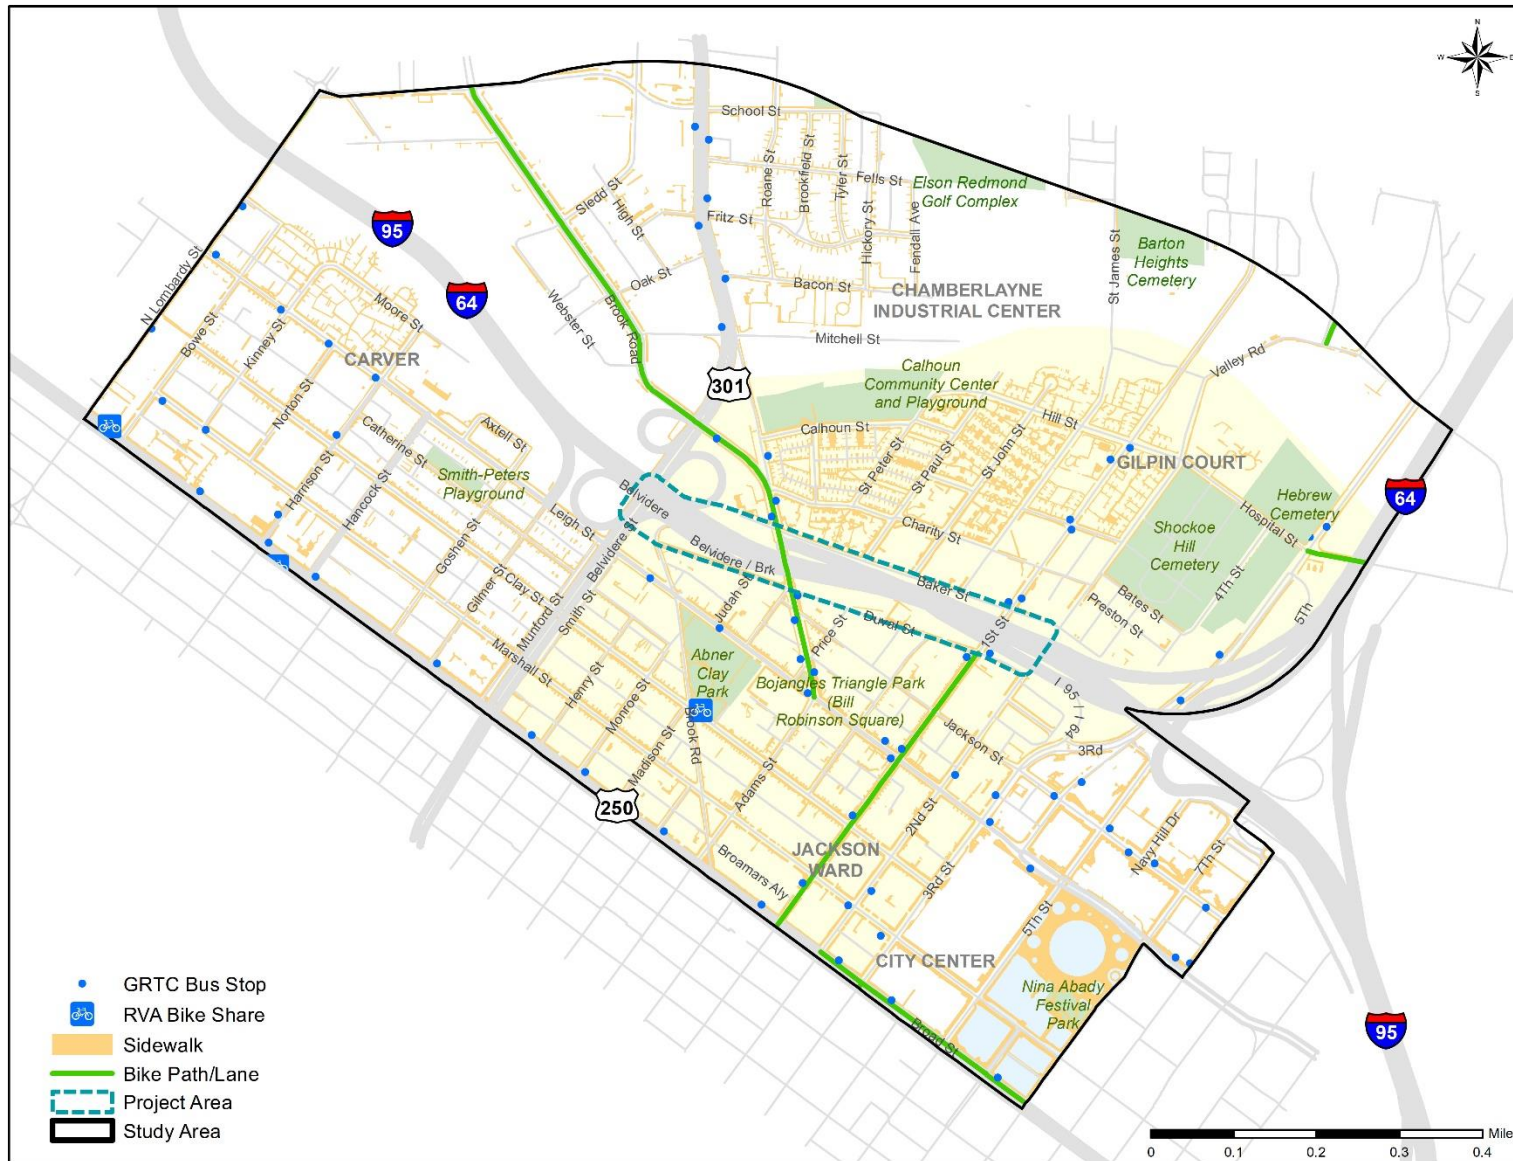 N
W
E
S
School St
Sledd St
High St
Roane St
Brookfield St
Tyler St
Fells St
Hickory St
Fendall Ave
Elson Redmond
Golf Complex
Fritz St
95
64
Oak St
Webster St
Brook Road
Bacon St
CHAMBERLAYNE
INDUSTRIAL CENTER
St James St
Barton
Heights
Cemetery
N Lombardy St
Bowe St
Kinney St
Moore St
CARVER
Norton St
Mitchell St
301
Calhoun
Community Center
and Playground
Valley Rd
Hill St
Calhoun St
St Peter St
St Paul St
St John St
GILPIN COURT
Axtell St
Catherine St
Harrison St
Hancock St
Smith-Peters
Playground
Leigh St
Belvidere
Belvidere St
Goshen St
Gilmer St
Clay St
Munford St
Smith St
Marshall St
Belvidere / Brk
Charity St
Baker St
Duval St
Shockoe
Hill
Cemetery
Hebrew
Cemetery
Hospital St
64
Bates St
Preston St
4Th St
5Th
1St St
Judah St
Price St
Abner
Clay
Park
Bojangles Triangle Park
(Bill
Robinson Square)
I 95 I I 64
3Rd
Jackson St
Henry St
Monroe St
Madison St
Brook Rd
Adams St
250
2Nd St
3Rd St
JACKSON
WARD
Broamars Aly
Navy Hill Dr
7Th St
5Th St
CITY CENTER
Nina Abady
Festival
Park
Broad St
95
GRTC Bus Stop
RVA Bike Share
Sidewalk
Bike Path/Lane
Project Area
Study Area
Mile
0 0.1 0.2 0.3 0.4